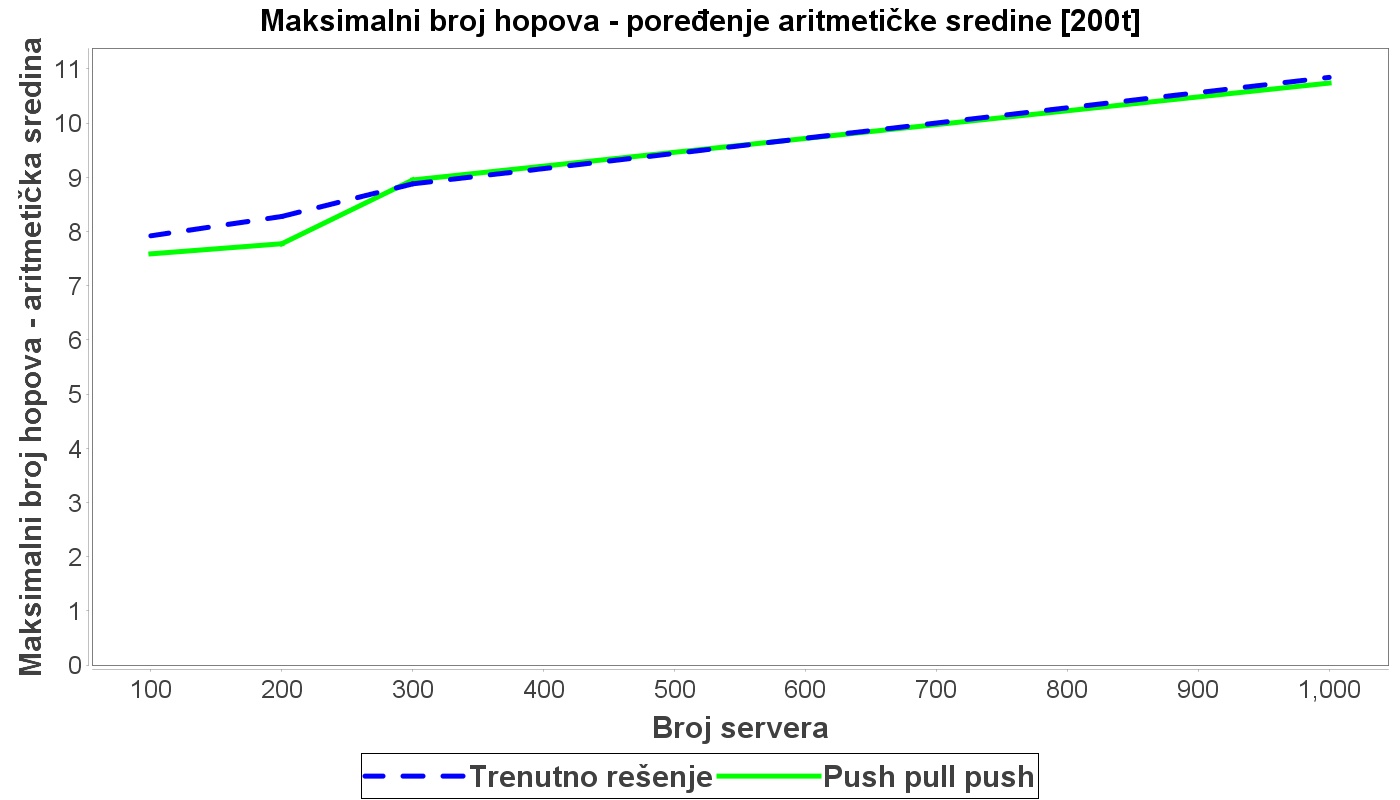 Maksimalni broj hopova - poređenje aritmetičke sredine [200t]
Maksimalni broj hopova - aritmetička sredina
11
10
9
8
7
6
5
4
3
2
1
0
100 200 300 400 500 600 700 800 900 1,000
Broj servera
Trenutno rešenje Push pull push